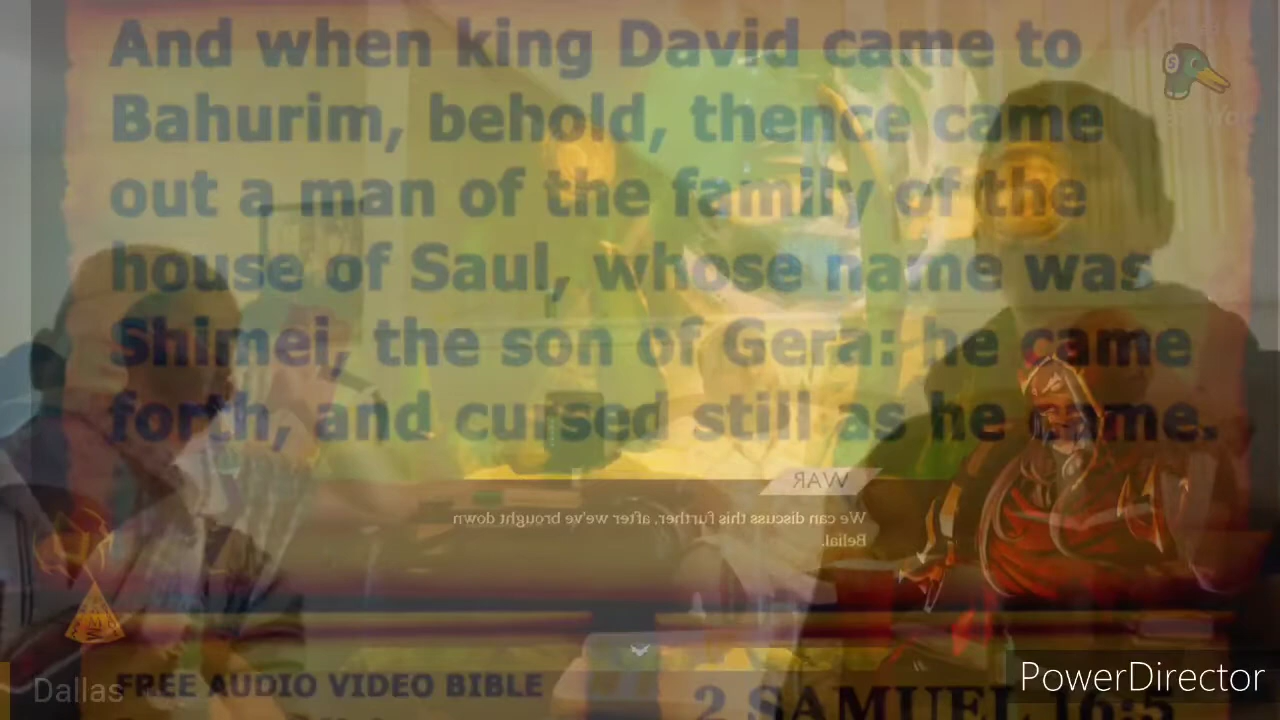 And when king David came to
Bahurim, behold, thence came
out a man of the family of the
house of Saul, whose name was
Shimei, the son of Gera: he came
forth, and cursed still as he came.
WAR
We can discuss this further, after we've brought down
Belial.
Dallas
FREE AUDIO VIDEO BIBLE
2 SAMUEL 16:5
PowerDirector